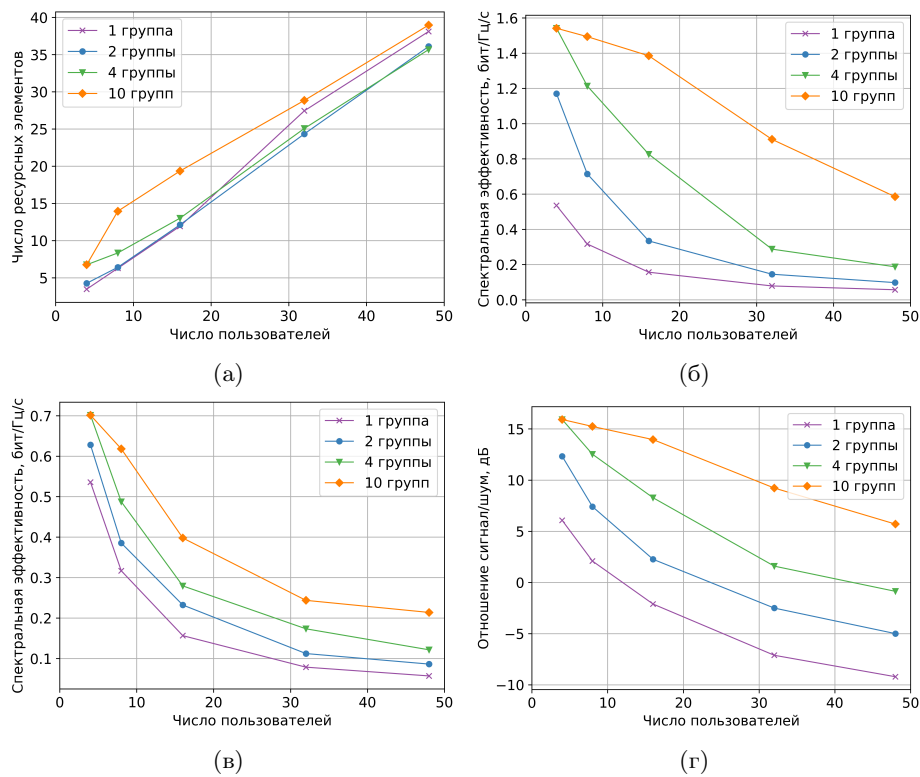 40
35
30
25
20
15
10
5
Число ресурсных элементов
1 группа
2 группы
4 группы
10 групп
0 10 20 30 40 50
Число пользователей
(а)
1.6
1.4
1.2
1.0
0.8
0.6
0.4
0.2
0.0
Спектральная эффективность, бит/Гц/с
1 группа
2 группы
4 группы
10 групп
0 10 20 30 40 50
Число пользователей
(б)
0.7
0.6
0.5
0.4
0.3
0.2
0.1
Спектральная эффективность, бит/Гц/с
1 группа
2 группы
4 группы
10 групп
0 10 20 30 40 50
Число пользователей
(в)
15
10
5
0
−5
−10
Отношение сигнал/шум, дБ
1 группа
2 группы
4 группы
10 групп
0 10 20 30 40 50
Число пользователей
(г)